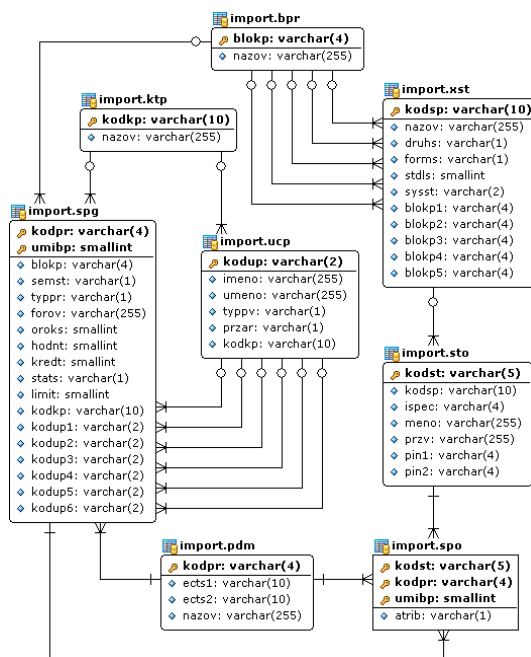 import.bpr
blokp: varchar(4)
nazov: varchar(255)
import.ktp
kodkp: varchar(10)
nazov: varchar(255)
import.xst
kodsp: varchar(10)
nazov: varchar(255)
druhs: varchar(1)
forms: varchar(1)
stdls: smallint
sysst: varchar(2)
blokp1: varchar(4)
blokp2: varchar(4)
blokp3: varchar(4)
blokp4: varchar(4)
blokp5: varchar(4)
import.spg
kodpr: varchar(4)
umibp: smallint
blokp: varchar(4)
semst: varchar(1)
typpr: varchar(1)
forov: varchar(255)
oroks: smallint
hodnt: smallint
kredt: smallint
stats: varchar(1)
limit: smallint
kodkp: varchar(10)
kodup1: varchar(2)
kodup2: varchar(2)
kodup3: varchar(2)
kodup4: varchar(2)
kodup5: varchar(2)
kodup6: varchar(2)
import.ucp
kodup: varchar(2)
imeno: varchar(255)
umeno: varchar(255)
typpv: varchar(1)
przar: varchar(1)
kodkp: varchar(10)
import.sto
kodst: varchar(5)
kodsp: varchar(10)
ispec: varchar(4)
meno: varchar(255)
przv: varchar(255)
pin1: varchar(4)
pin2: varchar(4)
import.pdm
kodpr: varchar(4)
ects1: varchar(10)
ects2: varchar(10)
nazov: varchar(255)
import.spo
kodst: varchar(5)
kodpr: varchar(4)
umibp: smallint
atrib: varchar(1)